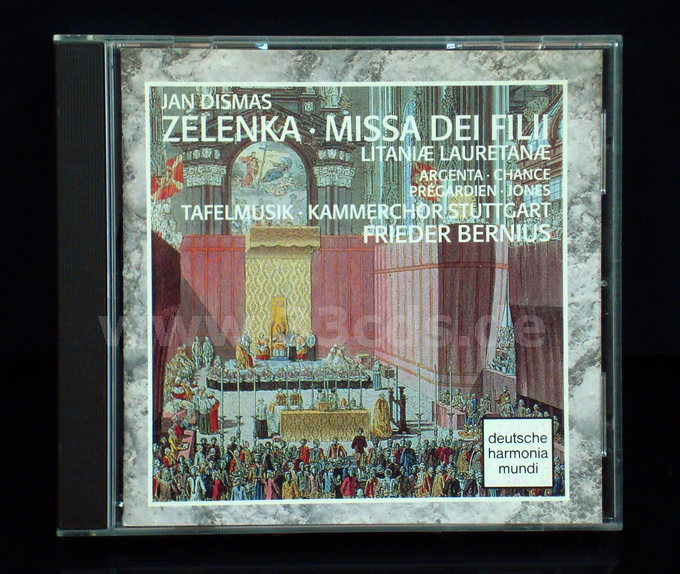 JAN DISMAS
ZELENKA · MISSA DEI FILII
LITANIÆ LAURETANÆ
ARGENTA · CHANCE
PRÉGARDIEN · JONES
TAFELMUSIK · KAMMERCHOR STUTTGART
FRIEDER BERNIUS
deutsche
harmonia
mundi